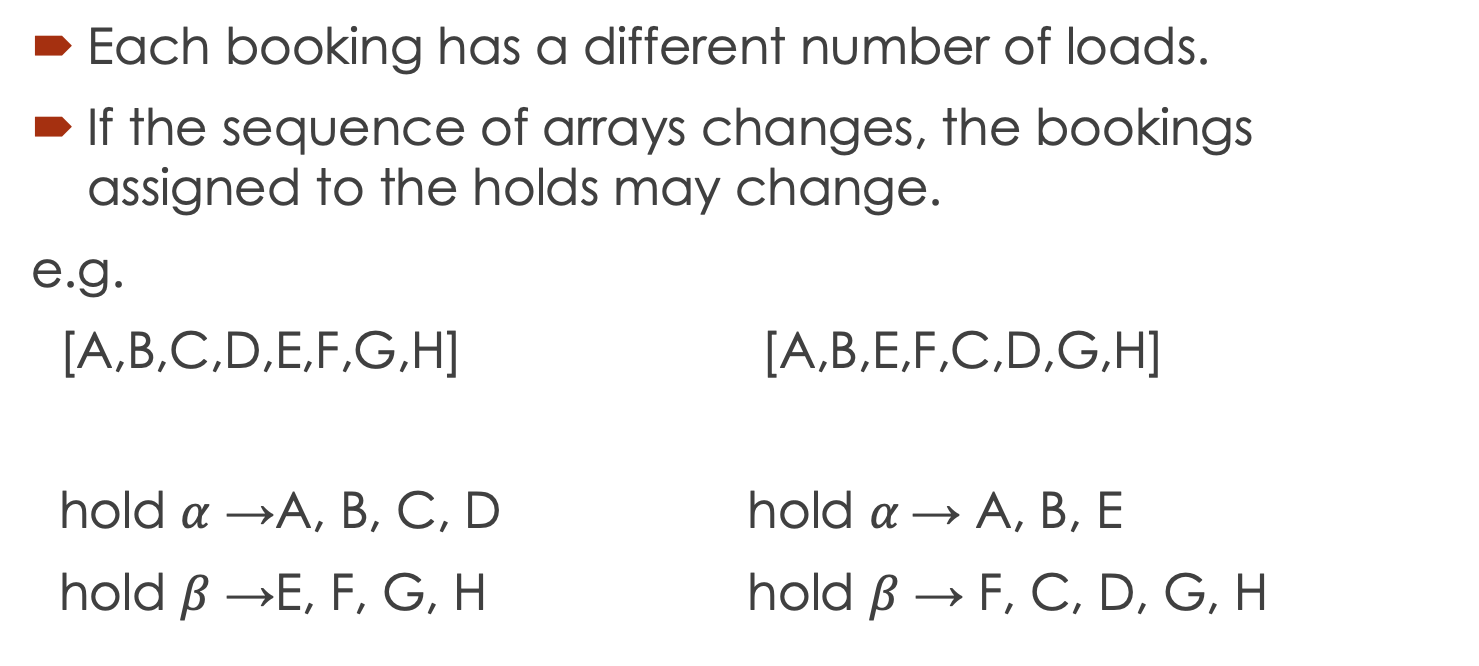 Each booking has a different number of loads.
If the sequence of arrays changes, the bookings
assigned to the holds may change.
e.g.
[A,B,C,D,E,F,G,H]
[A,B,E,F,C,D,G,H]
hold α →A, B, C, D
hold β →E, F, G, H
hold α → A, B, E
hold β → F, C, D, G, H